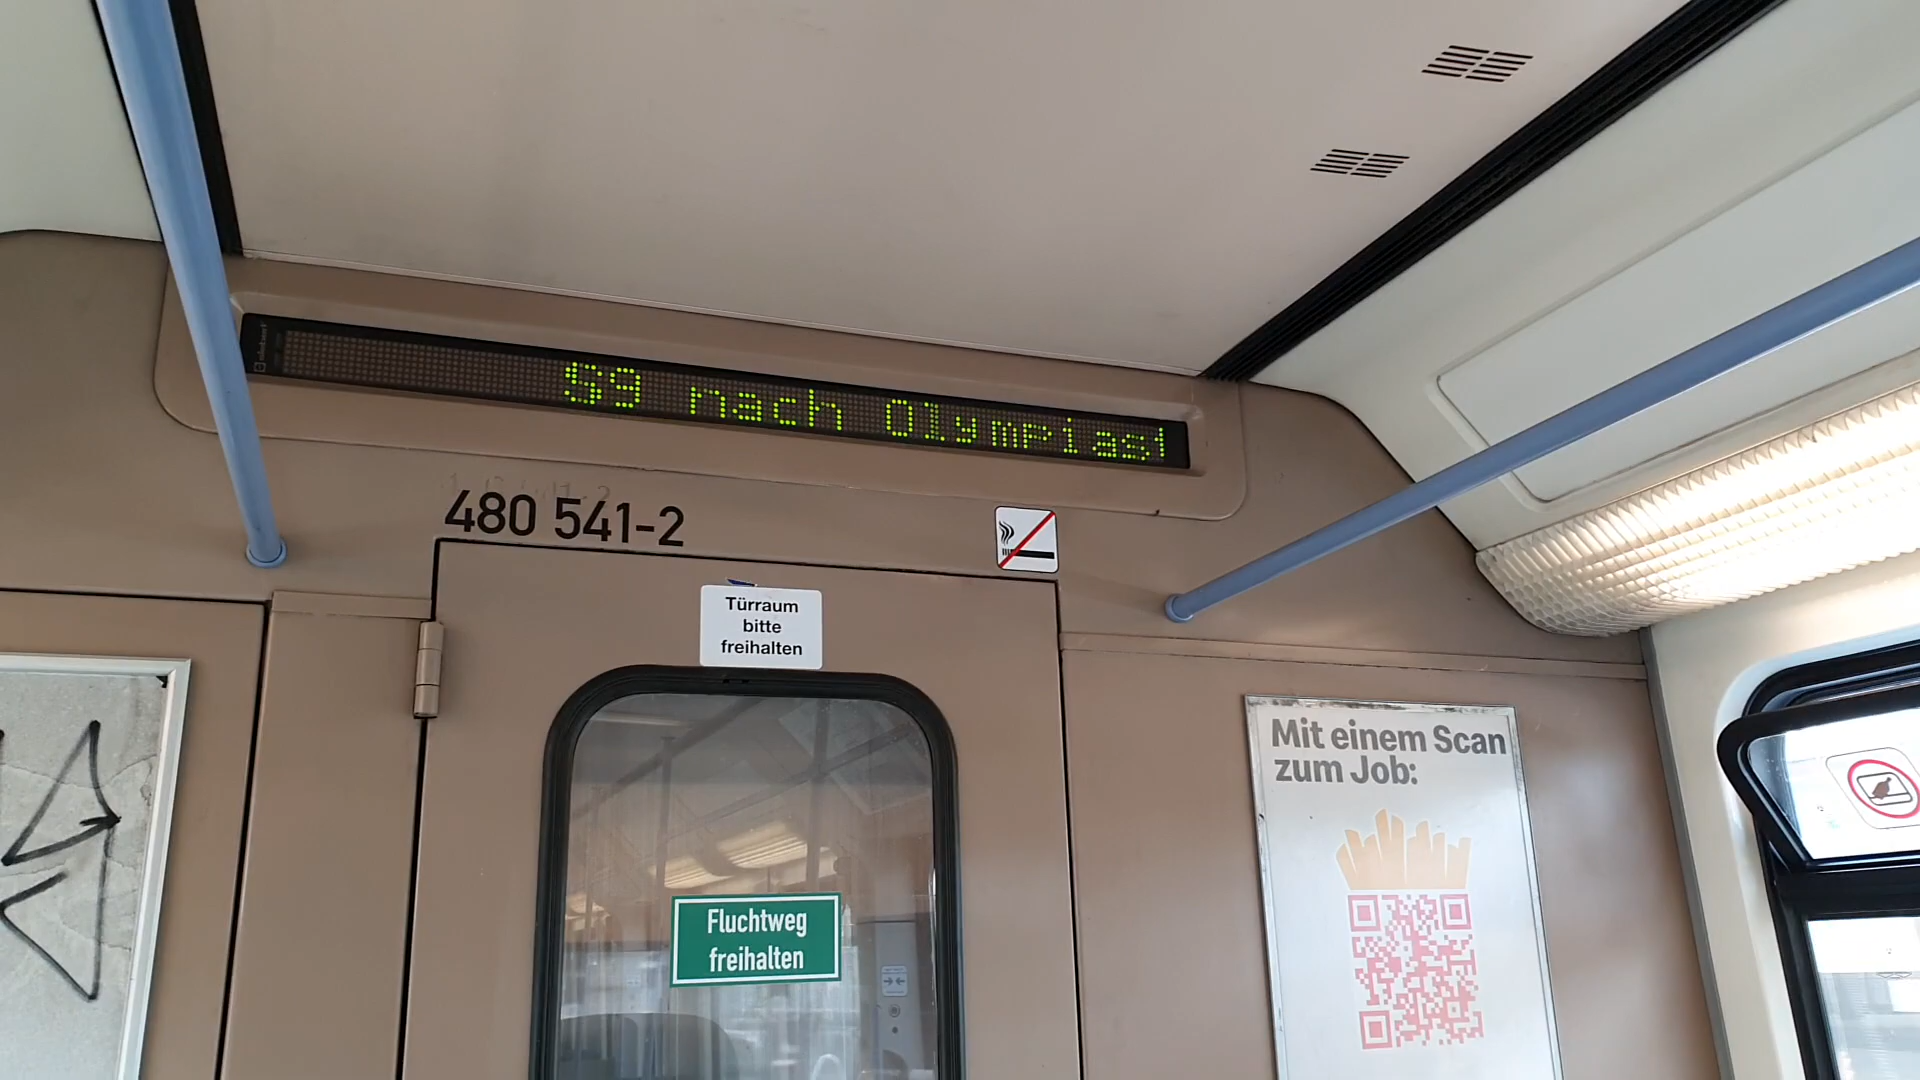 S9 nach Olympiast
480 541-2
Türraum
bitte
freihalten
Fluchtweg
freihalten
Mit einem Scan
zum Job: